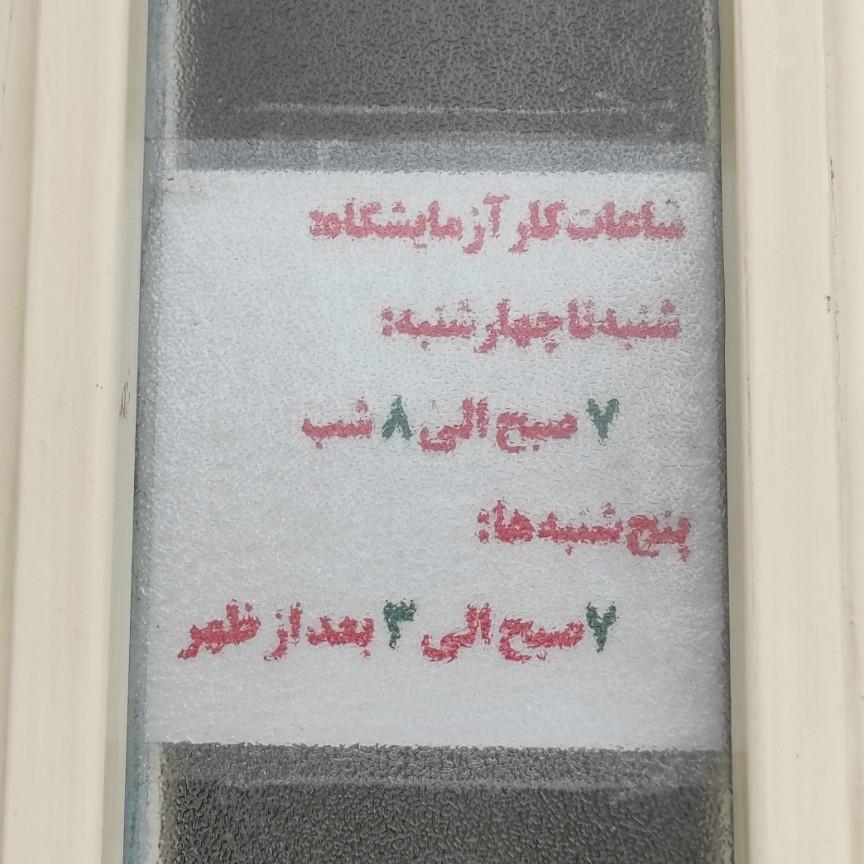 ساعات کار آزمایشگاه:
شنبه تا چهارشنبه:
۷ صبح الی ۸ شب
پنج شنبه ها:
۷ صبح الی ۳ بعد از ظهر